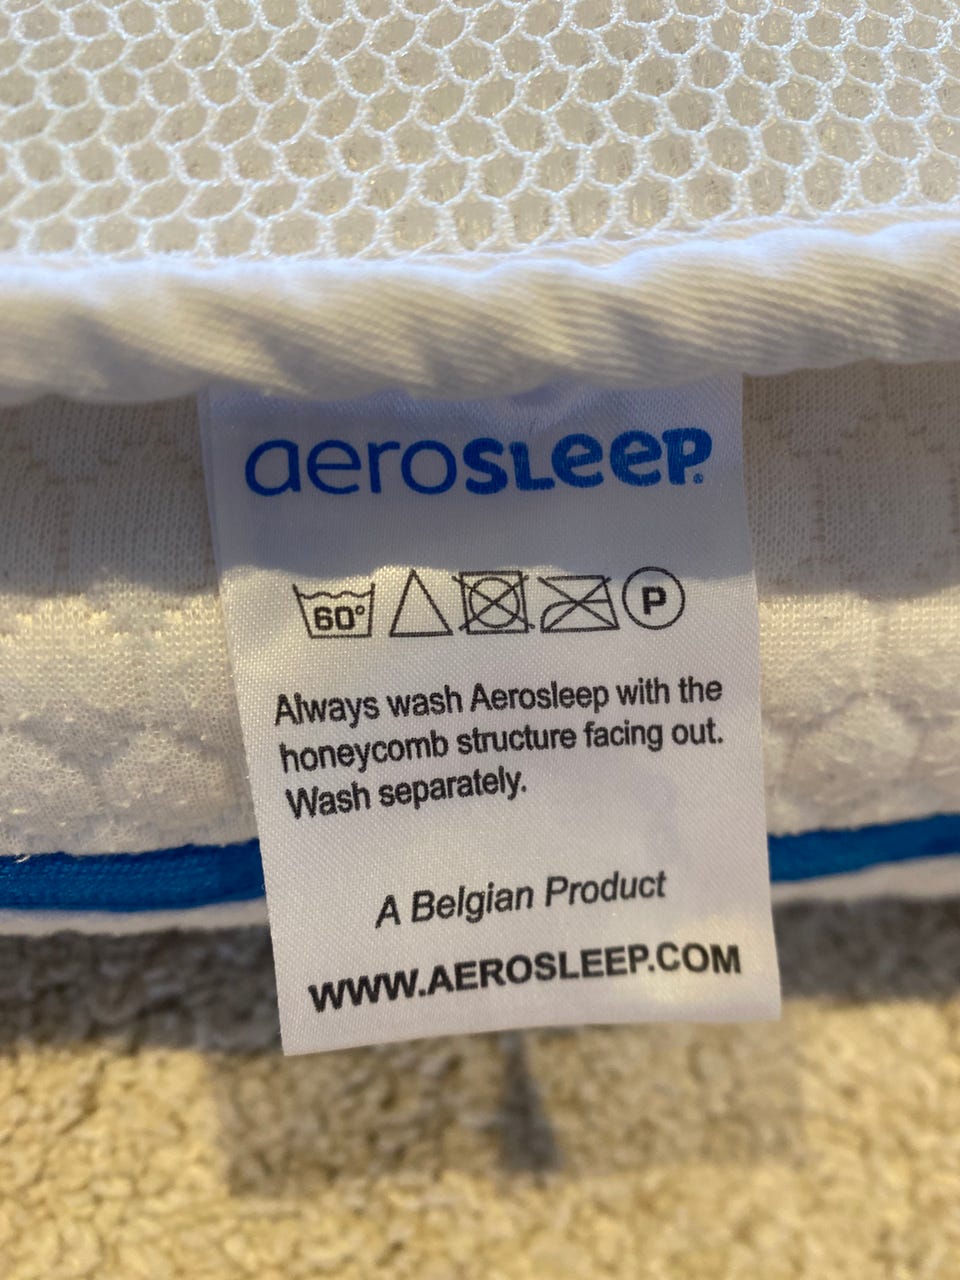 aerosleep®
60°
P
Always wash Aerosleep with the
honeycomb structure facing out.
Wash separately.
A Belgian Product
WWW.AEROSLEEP.COM